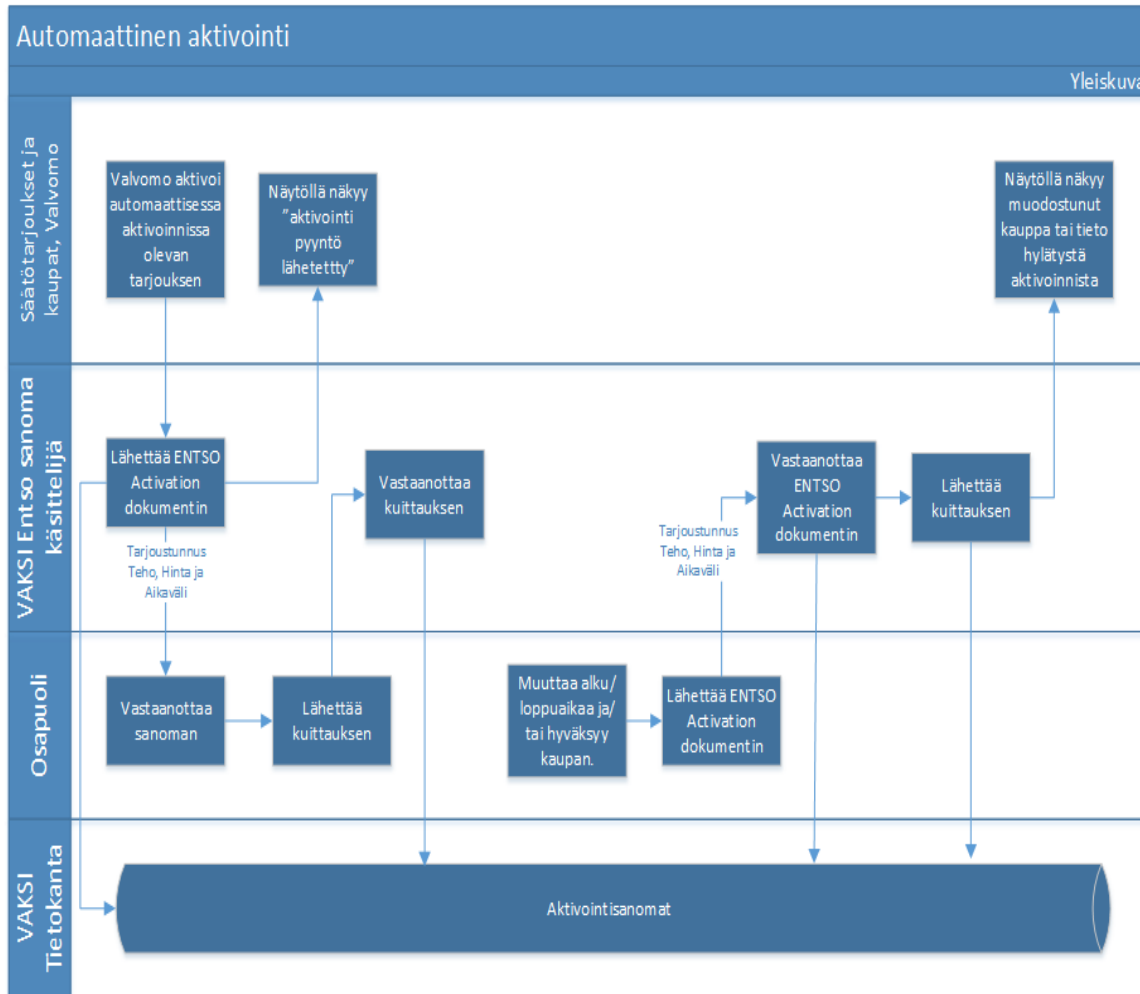 Automaattinen aktivointi
Yleiskuva
Säätötarjoukset ja
kaupat, Valvomo
Valvomo aktivoi
automaattisessa
aktivoinnissa
olevan
tarjouksen
Näytöllä näkyy
”aktivointi
pyyntö
lähetettty”
Näytöllä näkyy
muodostunut
kauppa tai tieto
hylätystä
aktivoinnista
VAKSI Entso sanoma
käsittelijä
Lähettää ENTSO
Activation
dokumentin
Tarjoustunnus
Teho, Hinta ja
Aikaväli
Vastaanottaa
kuittauksen
Tarjoustunnus
Teho, Hinta ja
Aikaväli
Vastaanottaa
ENTSO
Activation
dokumentin
Lähettää
kuittauksen
Osapuoli
Vastaanottaa
sanoman
Lähettää
kuittauksen
Muuttaa alku/
loppuaikaa ja/
tai hyväksyy
kaupan.
Lähettää ENTSO
Activation
dokumentin
VAKSI
Tietokanta
Aktivointisanomat